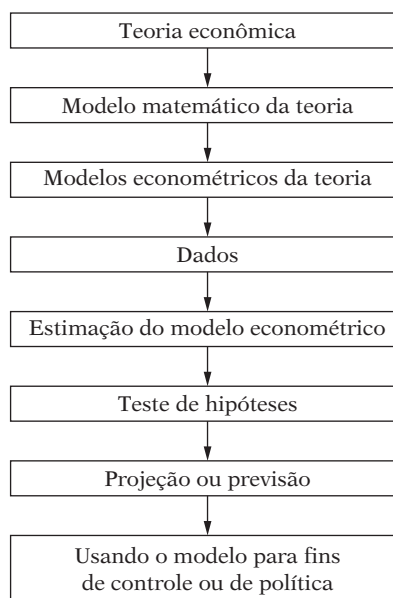 Teoria econômica
Modelo matemático da teoria
Modelos econométricos da teoria
Dados
Estimação do modelo econométrico
Teste de hipóteses
Projeção ou previsão
Usando o modelo para fins
de controle ou de política